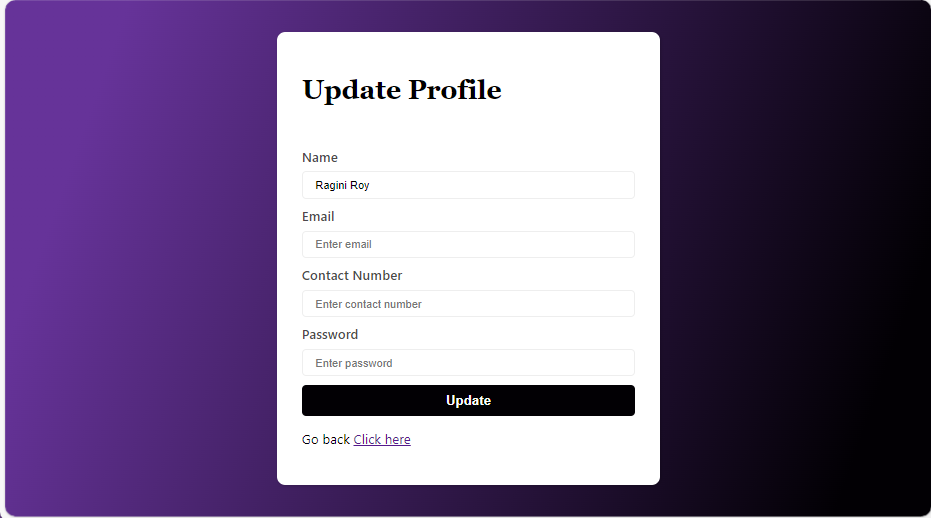 Update Profile
Name
Ragini Roy
Email
Enter email
Contact Number
Enter contact number
Password
Enter password
Update
Go back Click here